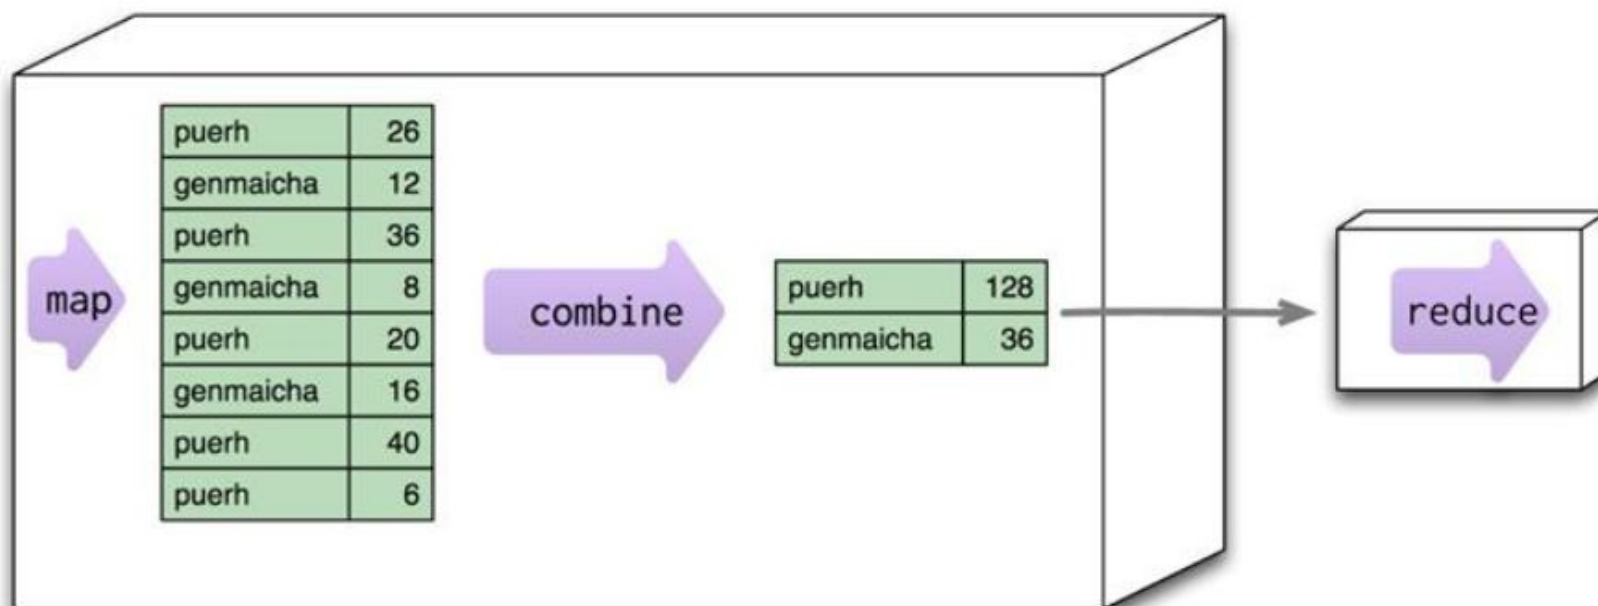 map
puerh 26
genmaicha 12
puerh 36
genmaicha 8
puerh 20
genmaicha 16
puerh 40
puerh 6
combine
puerh 128
genmaicha 36
reduce